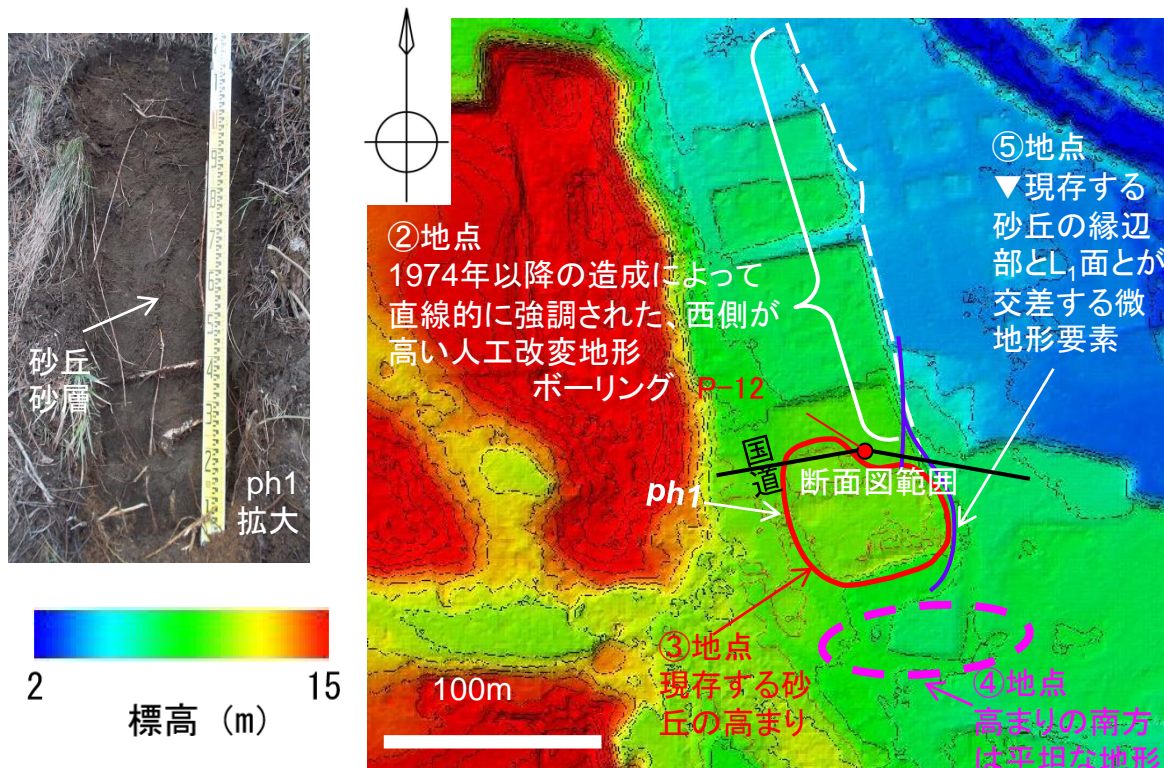 砂丘
砂層
ph1
拡大
2
15
標高 (m)
②地点
1974年以降の造成によって
直線的に強調された、西側が
高い人工改変地形
ボーリング P-12
国道
断面図範囲
ph1
⑤地点
▼現存する
砂丘の縁辺
部とL₁面とが
交差する微
地形要素
③地点
現存する砂
丘の高まり
④地点
高まりの南方
は平坦な地形
100m